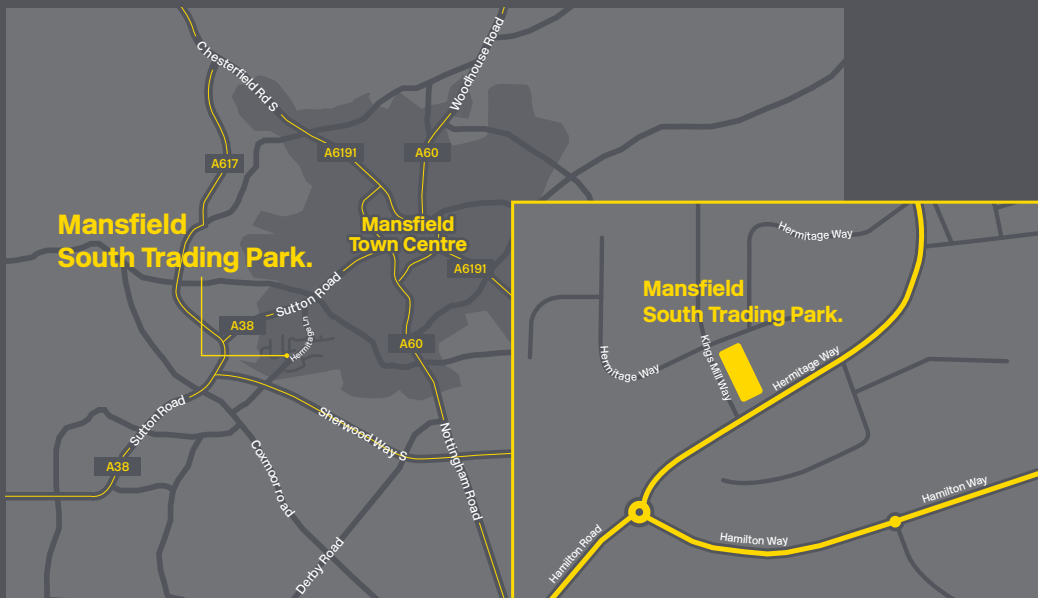 Chesterfield Rd S
Woodhouse Road
A617
A6191
A60
Mansfield
South Trading Park.
Mansfield
Town Centre
A6191
Sutton Road
A38
Hermitage Ln
A60
Sutton Road
A38
Sherwood Way S
Coxmoor road
Nottingham Road
Derby Road
Hermitage Way
Mansfield
South Trading Park.
Hermitage Way
Kings Mill Way
Hermitage Way
Hamilton Way
Hamilton Way
Hamilton Road